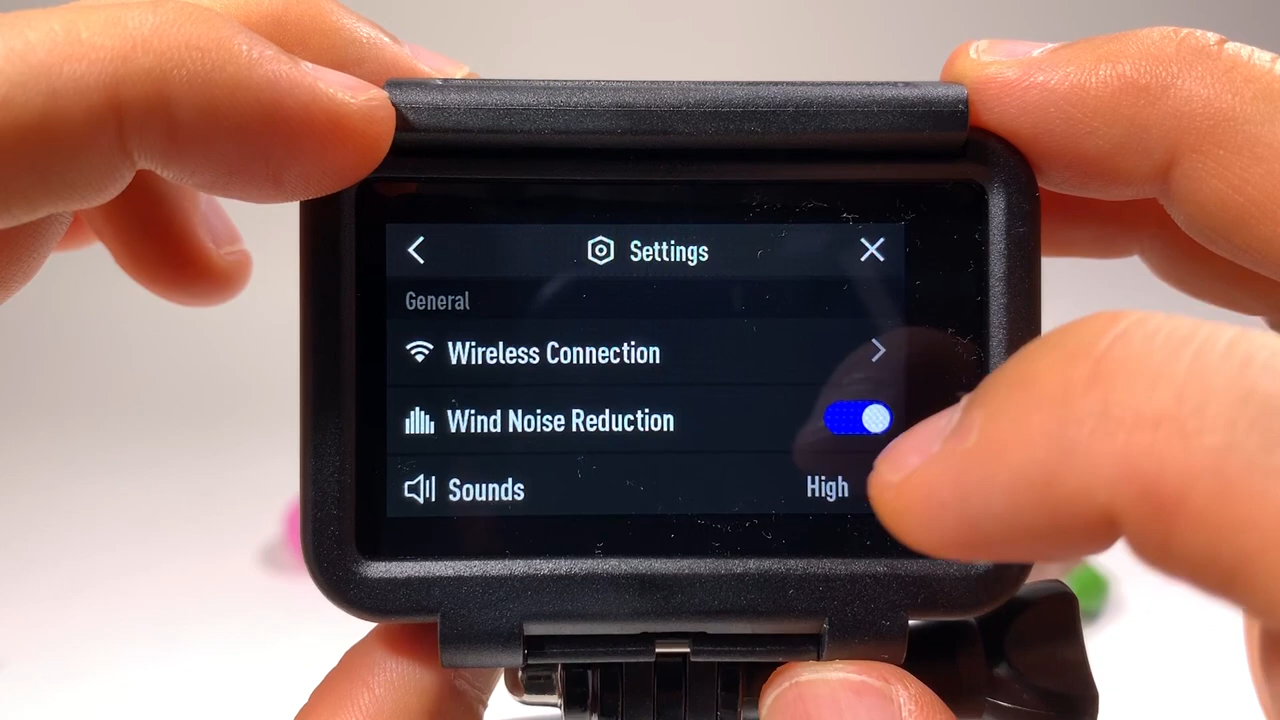 Settings
General
Wireless Connection
Wind Noise Reduction
Sounds High